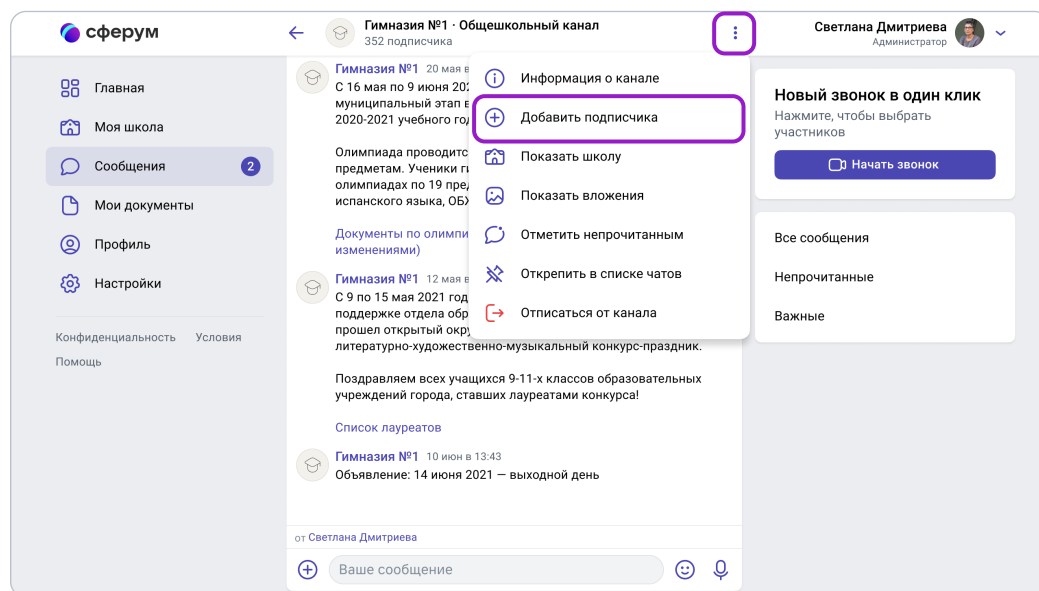 сферум
Главная
Моя школа
Сообщения 2
Мои документы
Профиль
Настройки
Конфиденциальность Условия
Помощь
Гимназия №1 · Общешкольный канал
352 подписчика
Гимназия №1 20 мая в
С 16 мая по 9 июня 202
муниципальный этап в
2020-2021 учебного го
Олимпиада проводитс
предметам. Ученики ги
олимпиадах по 19 пред
испанского языка, ОБЖ
Документы по олимпи
изменениями)
Гимназия №1 12 мая в
С 9 по 15 мая 2021 год
поддержке отдела обр
прошел открытый окру
литературно-художественно-музыкальный конкурс-праздник.
Поздравляем всех учащихся 9-11-х классов образовательных
учреждений города, ставших лауреатами конкурса!
Список лауреатов
Гимназия №1 10 июн в 13:43
Объявление: 14 июня 2021 — выходной день
от Светлана Дмитриева
Ваше сообщение
Информация о канале
Добавить подписчика
Показать школу
Показать вложения
Отметить непрочитанным
Открепить в списке чатов
Отписаться от канала
Светлана Дмитриева
Администратор
Новый звонок в один клик
Нажмите, чтобы выбрать
участников
Начать звонок
Все сообщения
Непрочитанные
Важные